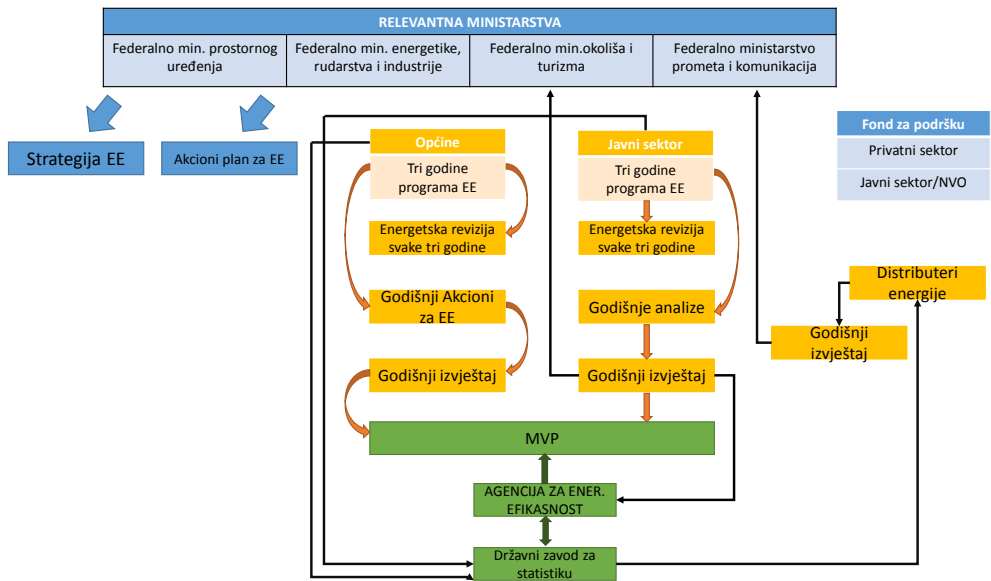 RELEVANTNA MINISTARSTVA
Federalno min. prostornog
uređenja
Federalno min. energetike,
rudarstva i industrije
Federalno min.okoliša i
turizma
Federalno ministarstvo
prometa i komunikacija
Strategija EE
Akcioni plan za EE
Općine
Tri godine
programa EE
Energetska revizija
svake tri godine
Godišnji Akcioni
za EE
Godišnji izvještaj
Javni sektor
Tri godine
programa EE
Energetska revizija
svake tri godine
Godišnje analize
Godišnji izvještaj
Fond za podršku
Privatni sektor
Javni sektor/NVO
Distributeri
energije
Godišnji
izvještaj
MVP
AGENCIJA ZA ENER.
EFIKASNOST
Državni zavod za
statistiku